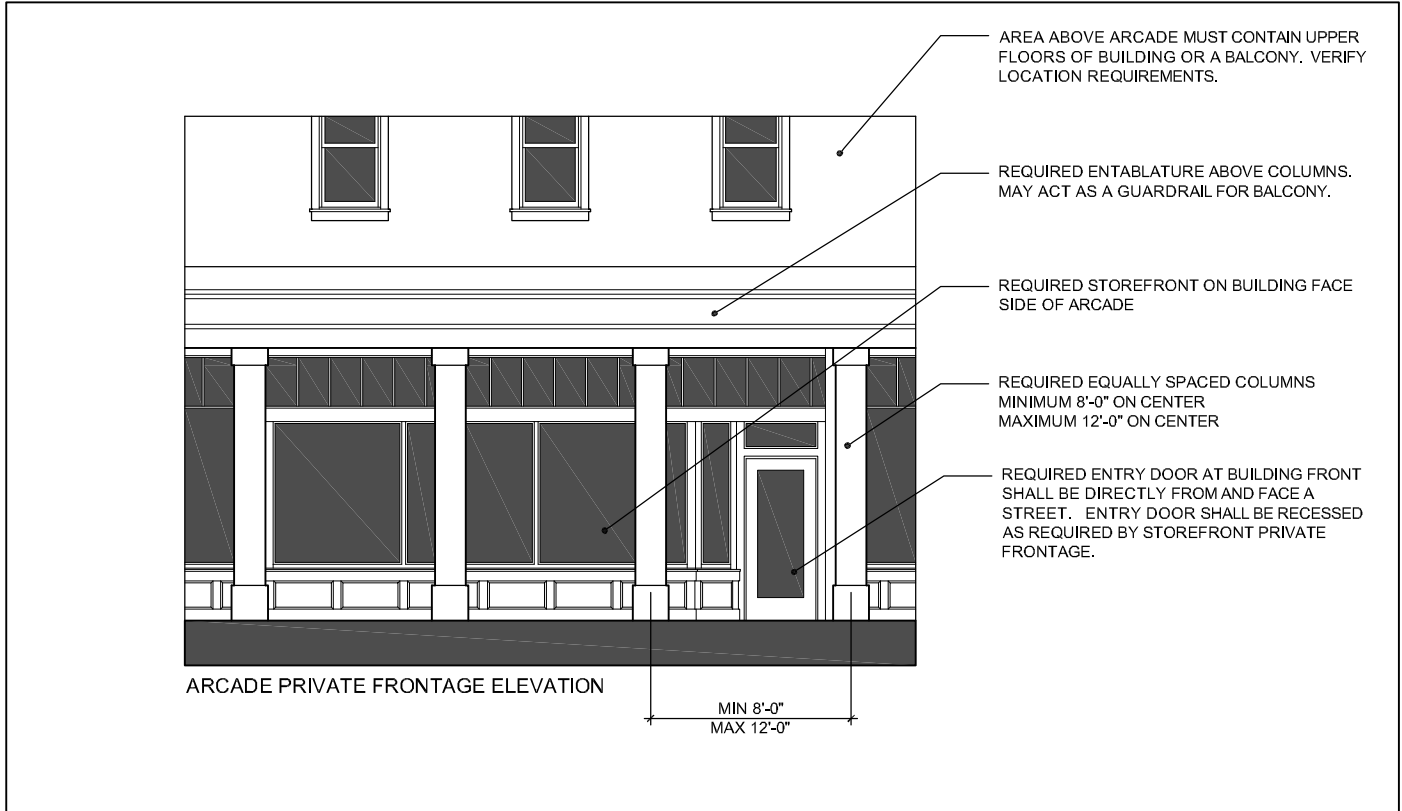 AREA ABOVE ARCADE MUST CONTAIN UPPER
FLOORS OF BUILDING OR A BALCONY. VERIFY
LOCATION REQUIREMENTS.
REQUIRED ENTABLATURE ABOVE COLUMNS.
MAY ACT AS A GUARDRAIL FOR BALCONY.
REQUIRED STOREFRONT ON BUILDING FACE
SIDE OF ARCADE
REQUIRED EQUALLY SPACED COLUMNS
MINIMUM 8'-0" ON CENTER
MAXIMUM 12'-0" ON CENTER
REQUIRED ENTRY DOOR AT BUILDING FRONT
SHALL BE DIRECTLY FROM AND FACE A
STREET. ENTRY DOOR SHALL BE RECESSED
AS REQUIRED BY STOREFRONT PRIVATE
FRONTAGE.
ARCADE PRIVATE FRONTAGE ELEVATION
MIN 8'-0"
MAX 12'-0"